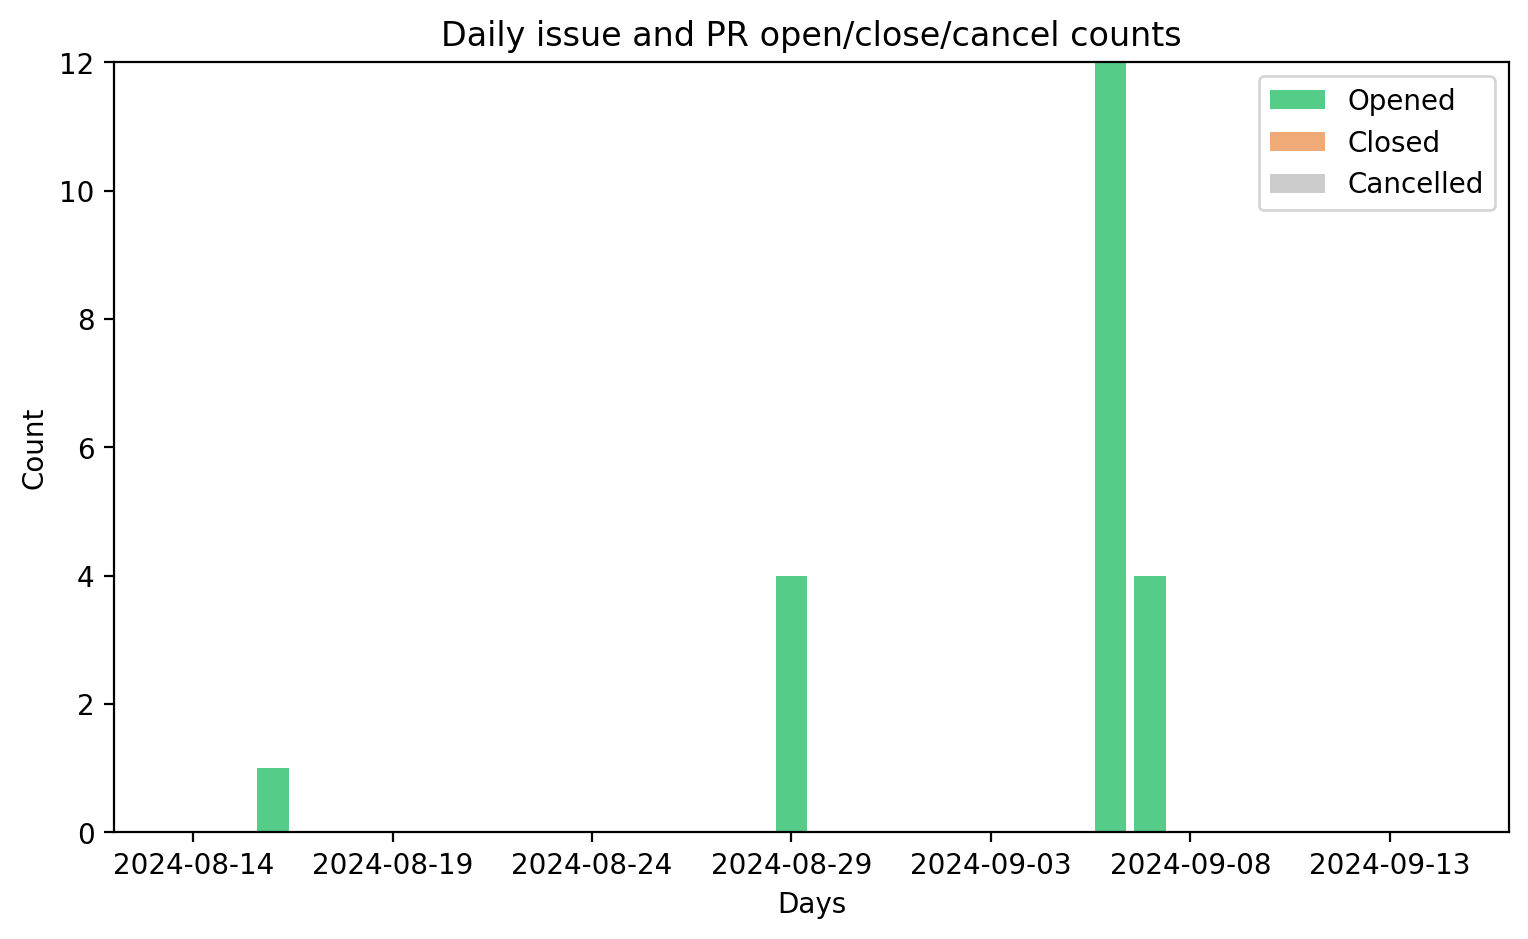 Daily issue and PR open/close/cancel counts
12
10
8
6
4
2
0
Count
Opened
Closed
Cancelled
2024-08-14 2024-08-19 2024-08-24 2024-08-29 2024-09-03 2024-09-08 2024-09-13
Days